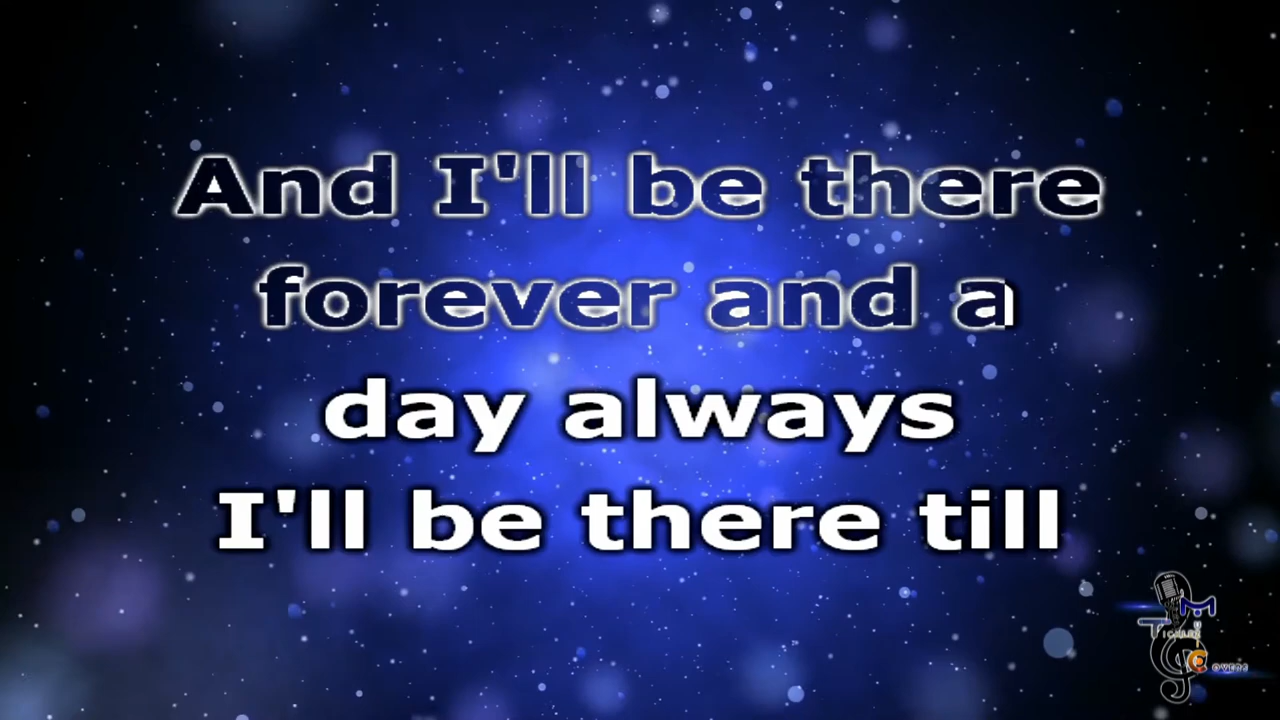 And I'll be there
forever and a
day always
I'll be there till